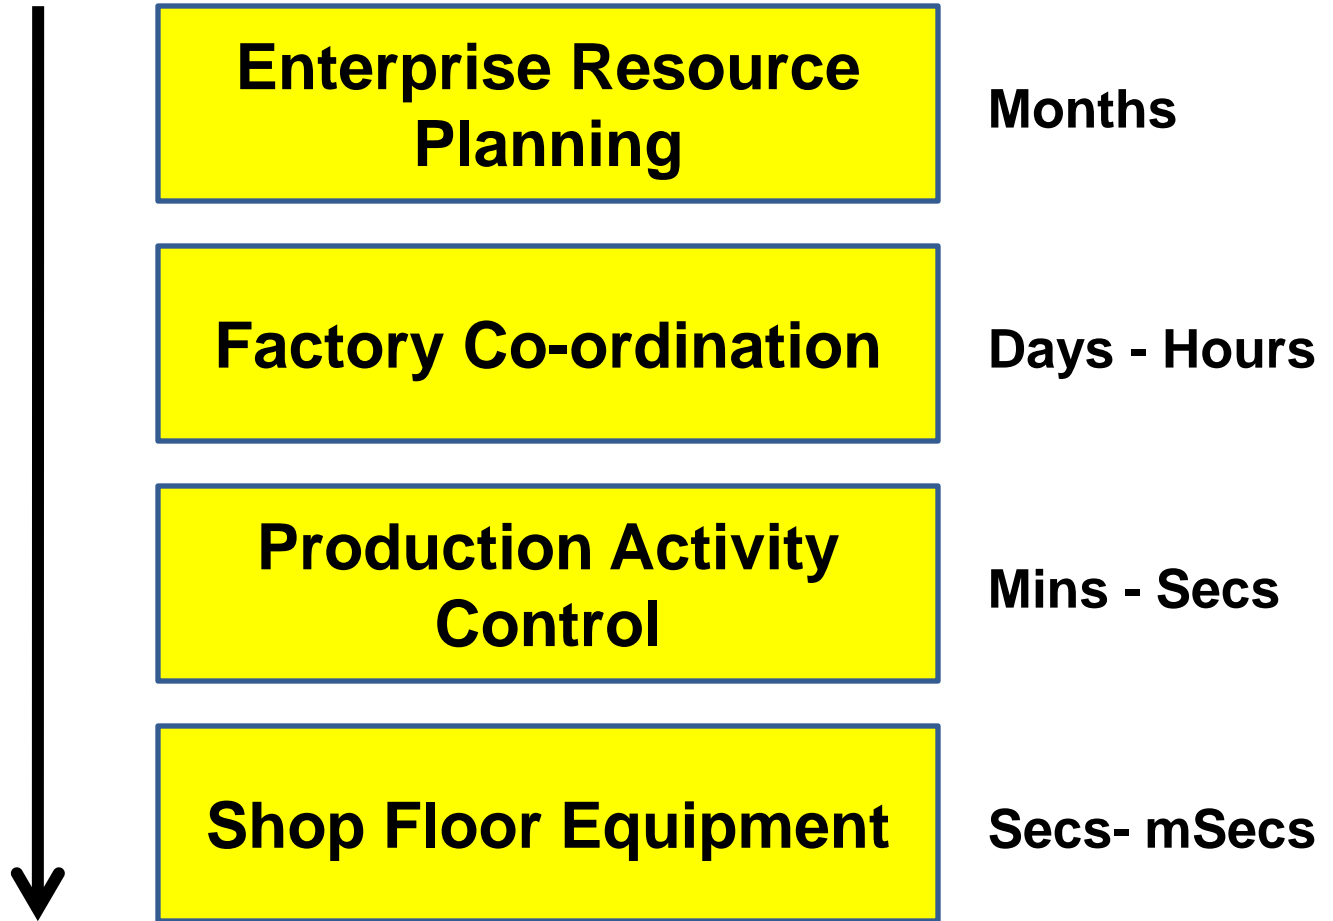 Enterprise Resource
Planning
Months
Factory Co-ordination
Days - Hours
Production Activity
Control
Mins - Secs
Shop Floor Equipment
Secs- mSecs